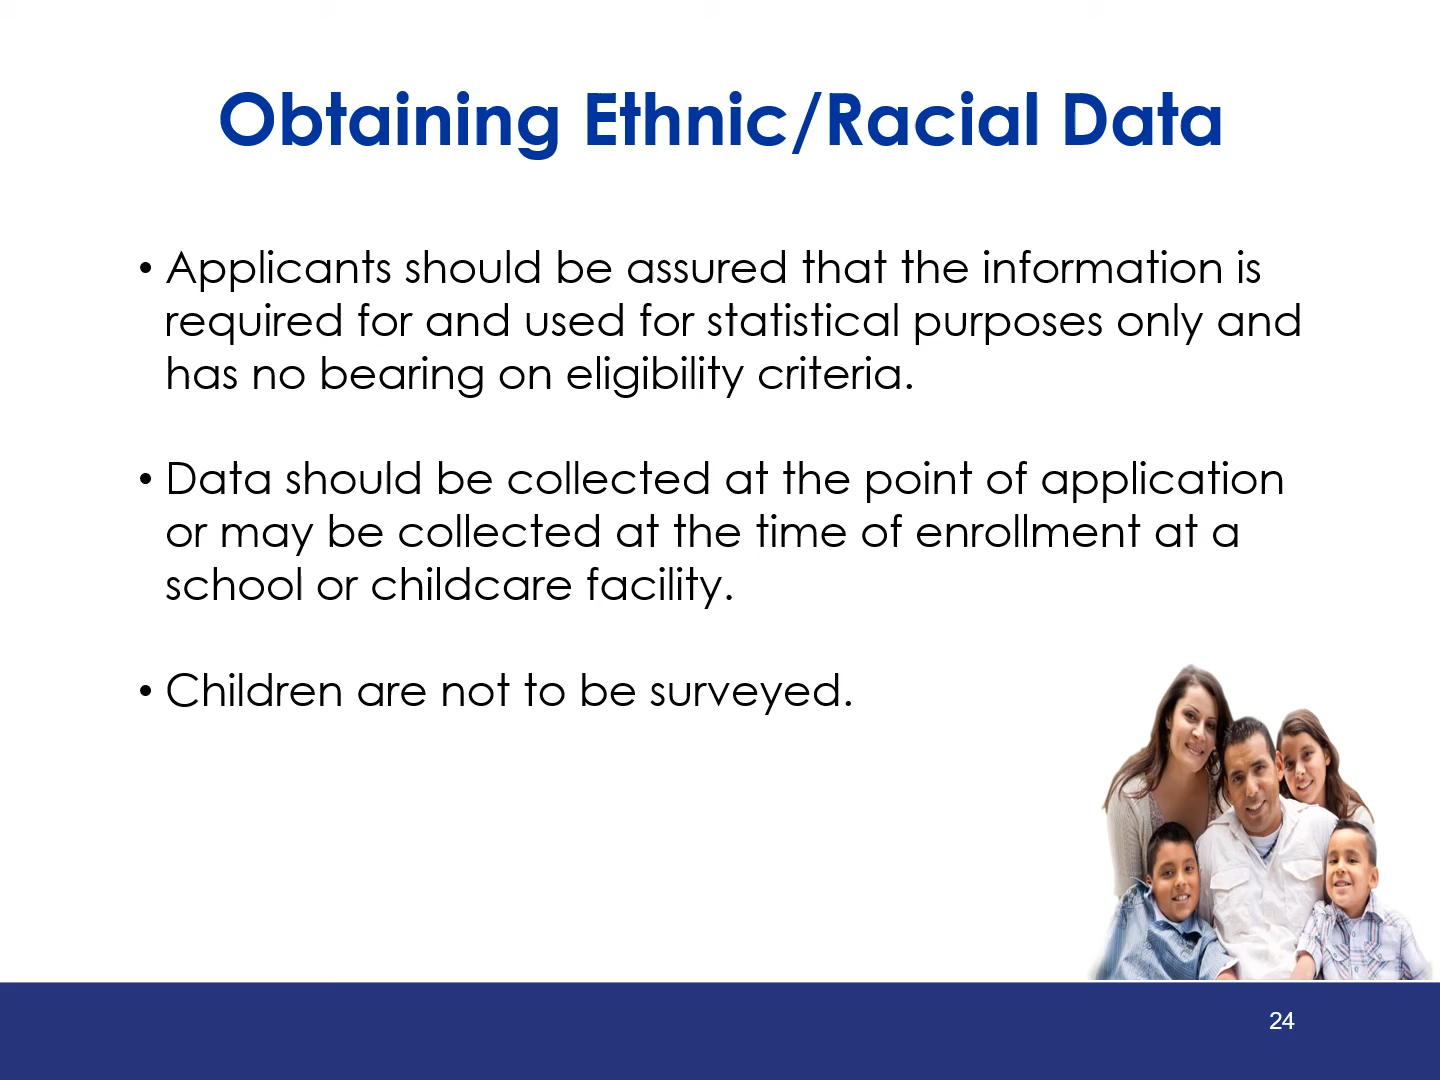 Obtaining Ethnic/Racial Data
• Applicants should be assured that the information is
required for and used for statistical purposes only and
has no bearing on eligibility criteria.
• Data should be collected at the point of application
or may be collected at the time of enrollment at a
school or childcare facility.
• Children are not to be surveyed.
24